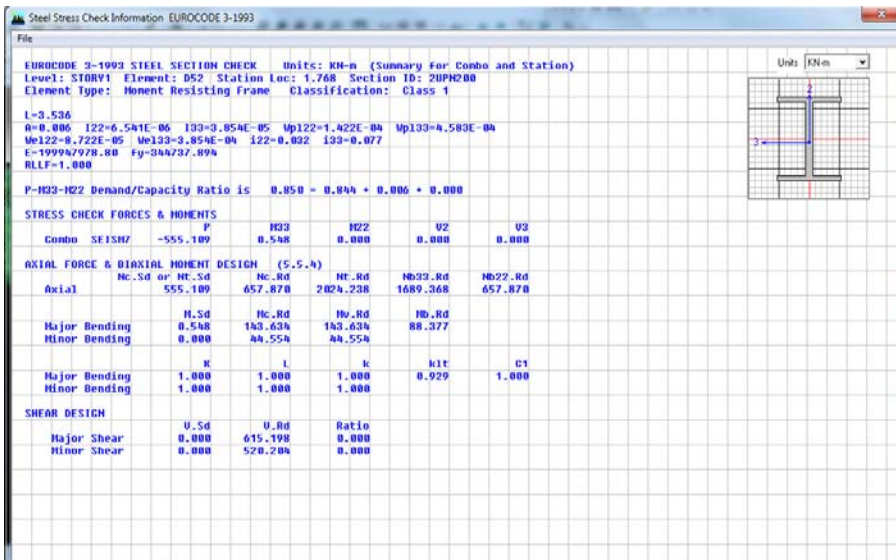 Steel Stress Check Information EUROCODE 3-1993
File
EUROCODE 3-1993 STEEL SECTION CHECK Units: KN-m (Summary for Combo and Station)
Units KN-m
Level: STORY1 Element: D52 Station Loc: 1.768 Section ID: 2UPN200
Element Type: Moment Resisting Frame Classification: Class 1
L=3.536
A=0.006 I22=6.541E-06 I33=3.854E-05 Wpl22=1.422E-04 Wpl33=4.583E-04
Wel22=8.722E-05 Wel33=3.854E-04 i22=0.032 i33=0.077
E=199947978.80 fy=344737.894
RLLF=1.000
P-M33-M22 Demand/Capacity Ratio is 0.850 = 0.844 + 0.006 + 0.000
STRESS CHECK FORCES & MOMENTS
P M33 M22 V2 V3
Combo SEISM7 -555.109 0.548 0.000 0.000 0.000
AXIAL FORCE & BIAXIAL MOMENT DESIGN (5.5.4)
Nc.Sd or Nt.Sd Nc.Rd Nt.Rd Nb33.Rd Nb22.Rd
Axial 555.109 657.870 2024.238 1689.368 657.870
M.Sd Mc.Rd Mv.Rd Mb.Rd
Major Bending 0.548 143.634 143.634 88.377
Minor Bending 0.000 44.554 44.554
K L k klt C1
Major Bending 1.000 1.000 1.000 0.929 1.000
Minor Bending 1.000 1.000 1.000
SHEAR DESIGN
V.Sd V.Rd Ratio
Major Shear 0.000 615.198 0.000
Minor Shear 0.000 520.204 0.000
2
3